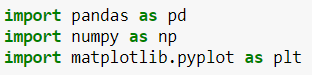 import pandas as pd
import numpy as np
import matplotlib.pyplot as plt